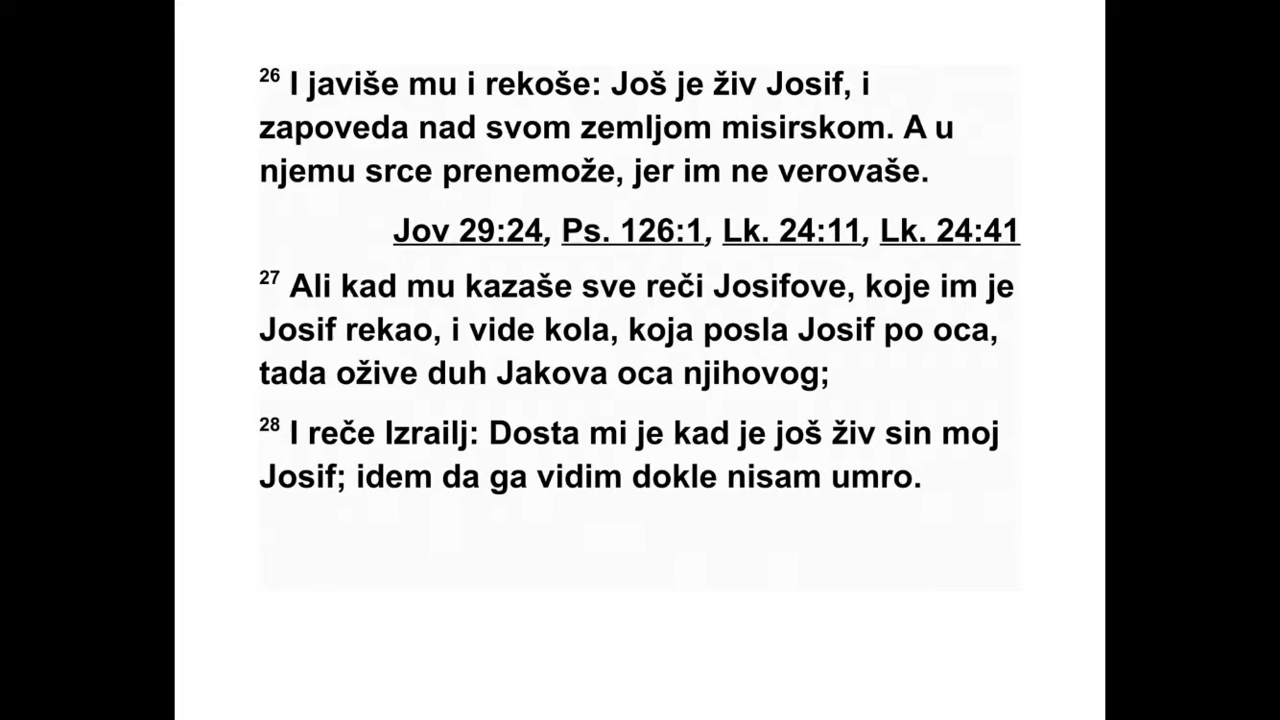 26 I javiše mu i rekoše: Još je živ Josif, i
zapoveda nad svom zemljom misirskom. A u
njemu srce prenemože, jer im ne verovaše.
Jov 29:24, Ps. 126:1, Lk. 24:11, Lk. 24:41
27 Ali kad mu kazaše sve reči Josifove, koje im je
Josif rekao, i vide kola, koja posla Josif po oca,
tada ožive duh Jakova oca njihovog;
28 I reče Izrailj: Dosta mi je kad je još živ sin moj
Josif; idem da ga vidim dokle nisam umro.